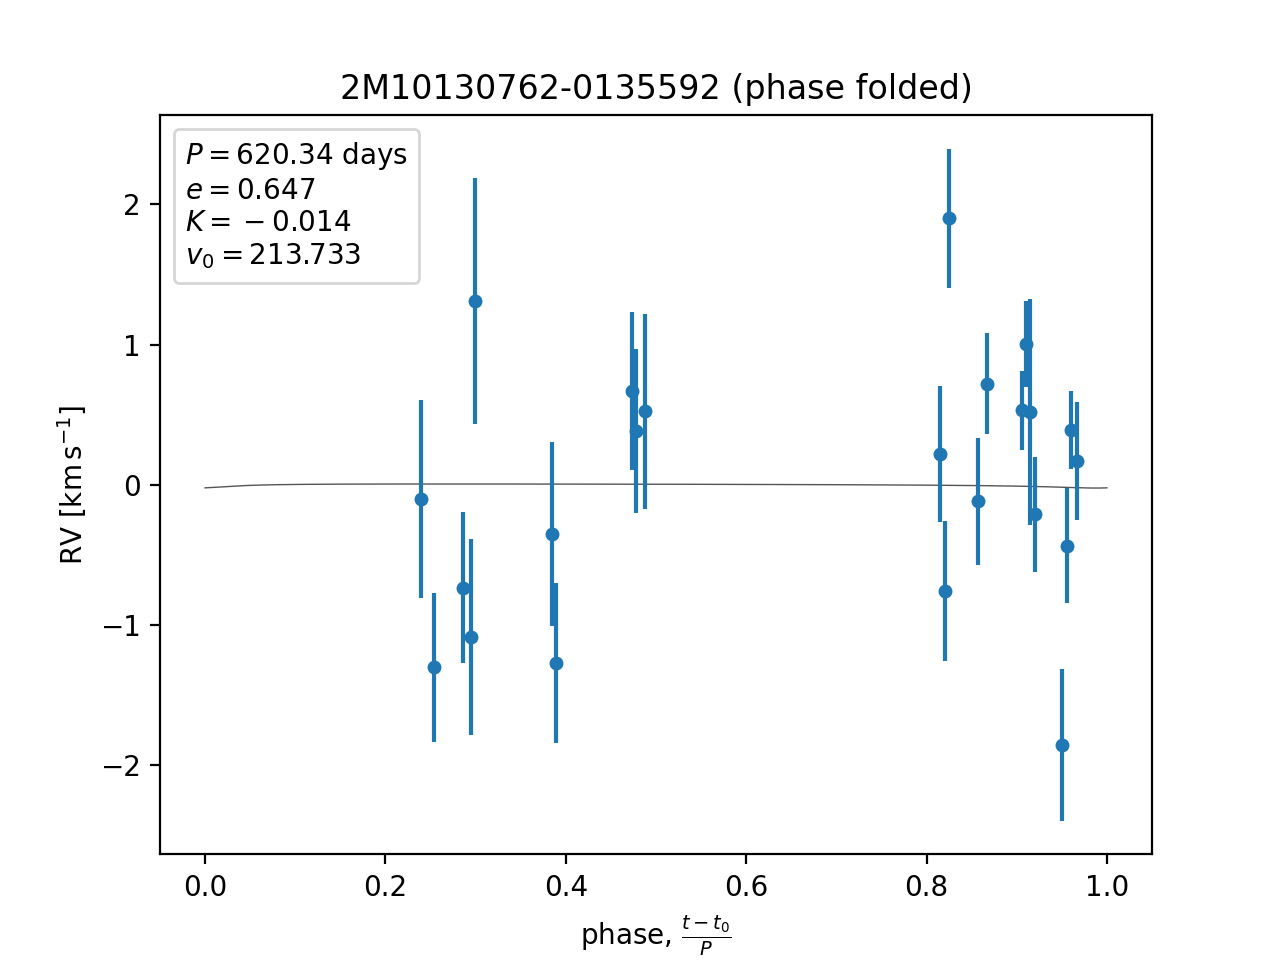 2M10130762-0135592 (phase folded)
P = 620.34 days
e = 0.647
K = −0.014
v₀ = 213.733
2
1
0
−1
−2
RV [km s⁻¹]
0.0 0.2 0.4 0.6 0.8 1.0
phase, (t − t₀)/P